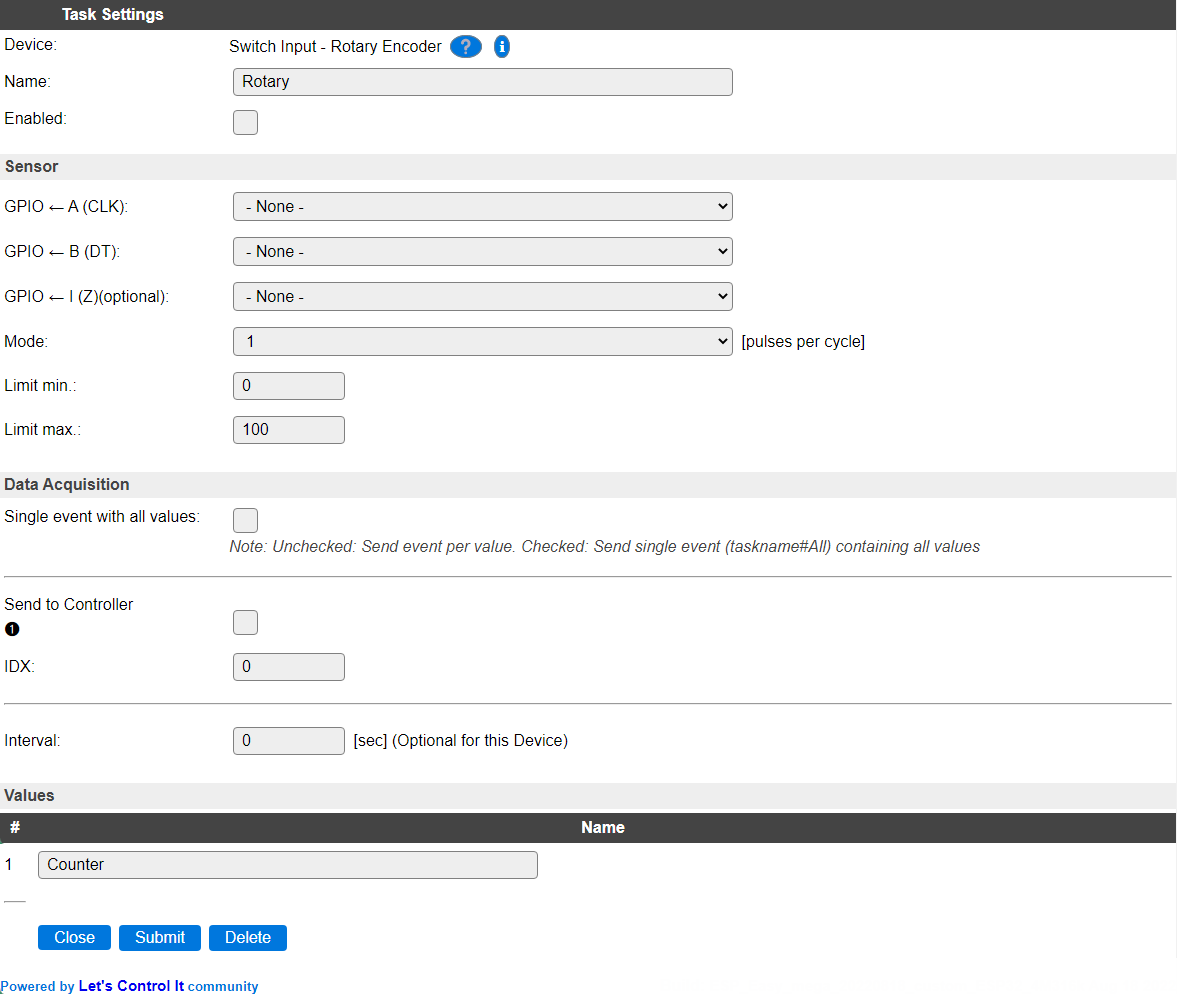 Task Settings
Device: Switch Input - Rotary Encoder ? i
Name: Rotary
Enabled:
Sensor
GPIO ← A (CLK): - None -
GPIO ← B (DT): - None -
GPIO ← I (Z)(optional): - None -
Mode: 1 [pulses per cycle]
Limit min.: 0
Limit max.: 100
Data Acquisition
Single event with all values:
Note: Unchecked: Send event per value. Checked: Send single event (taskname#All) containing all values
Send to Controller
❶
IDX: 0
Interval: 0 [sec] (Optional for this Device)
Values
# Name
1 Counter
Close Submit Delete
Powered by Let's Control It community